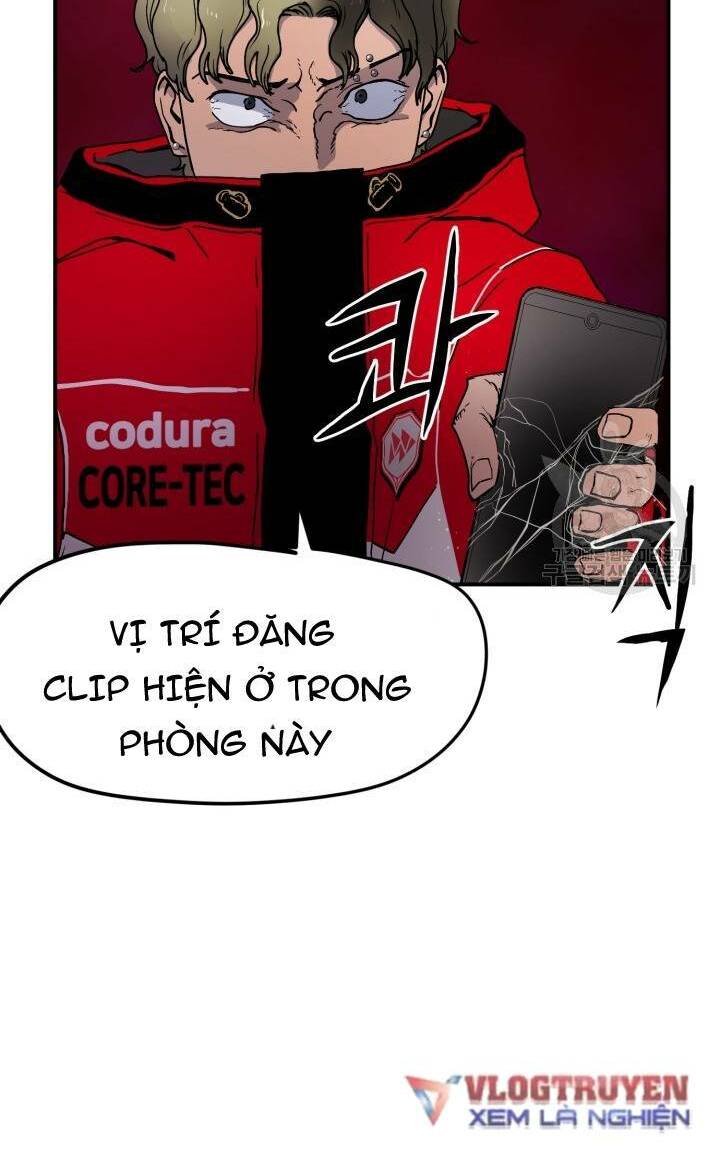 codura
CORE-TEC
콰
직
VỊ TRÍ ĐĂNG
CLIP HIỆN Ở TRONG
PHÒNG NÀY
VLOGTRUYEN
XEM LÀ NGHIỆN